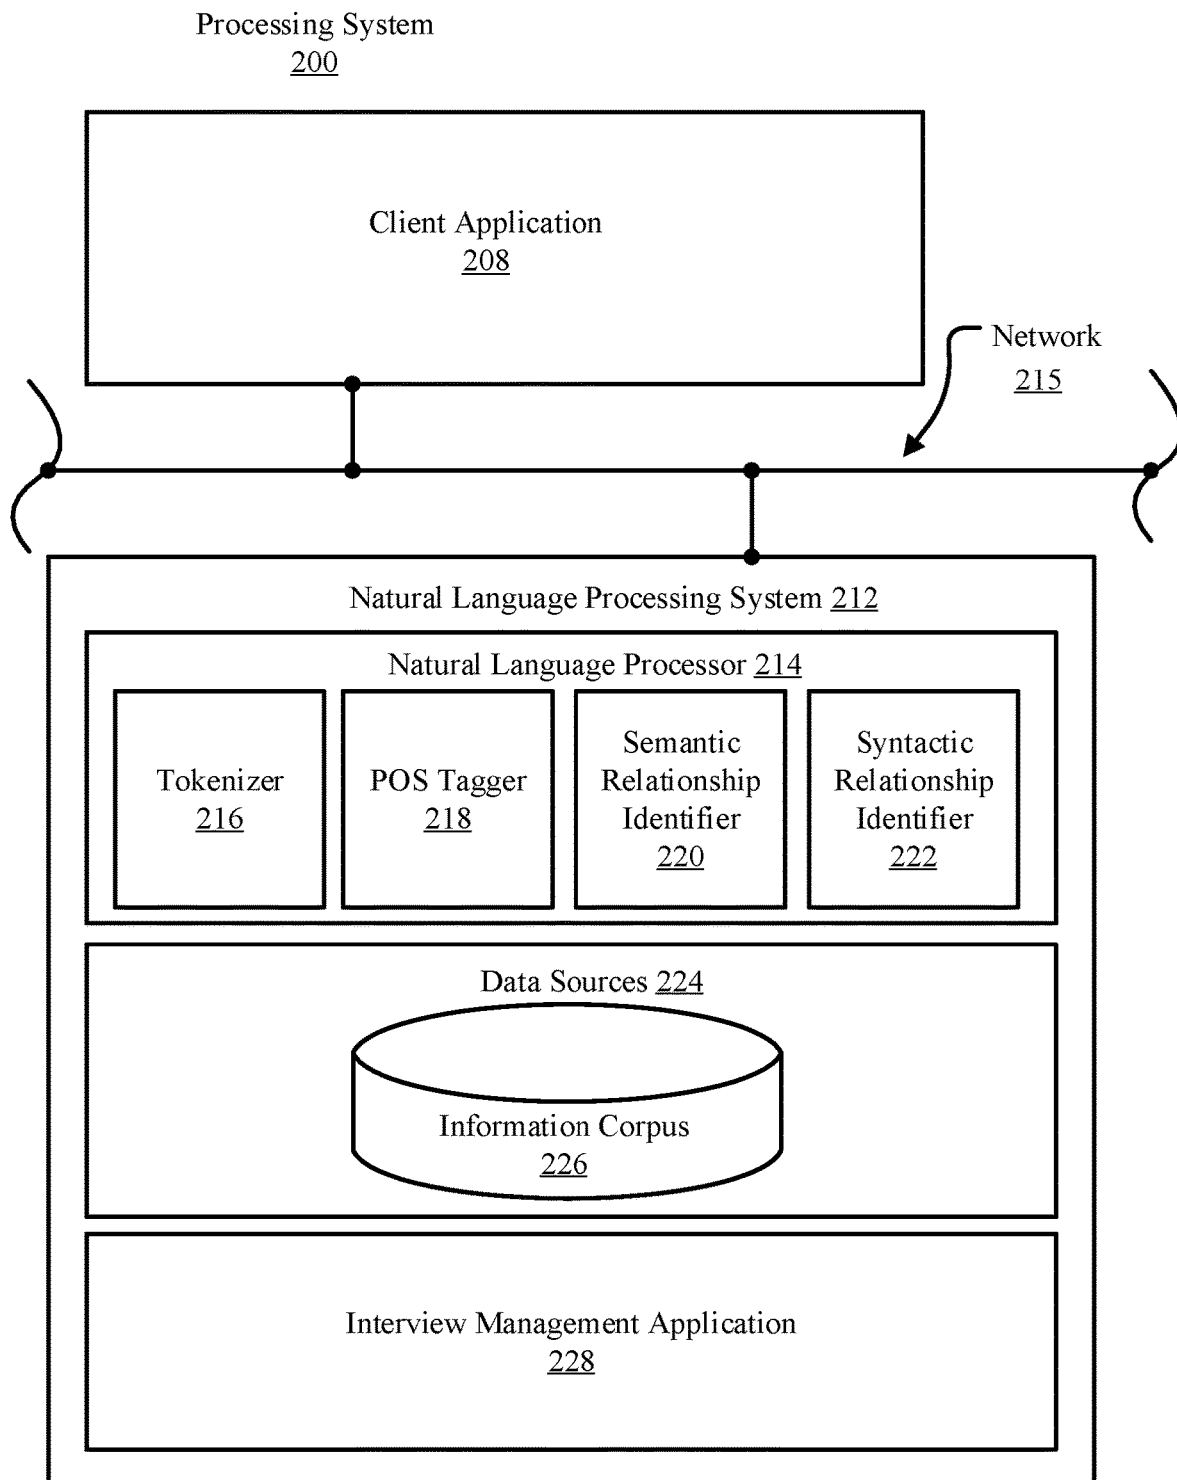 Processing System
200
Client Application
208
Network
215
Natural Language Processing System 212
Natural Language Processor 214
Tokenizer
216
POS Tagger
218
Semantic
Relationship
Identifier
220
Syntactic
Relationship
Identifier
222
Data Sources 224
Information Corpus
226
Interview Management Application
228